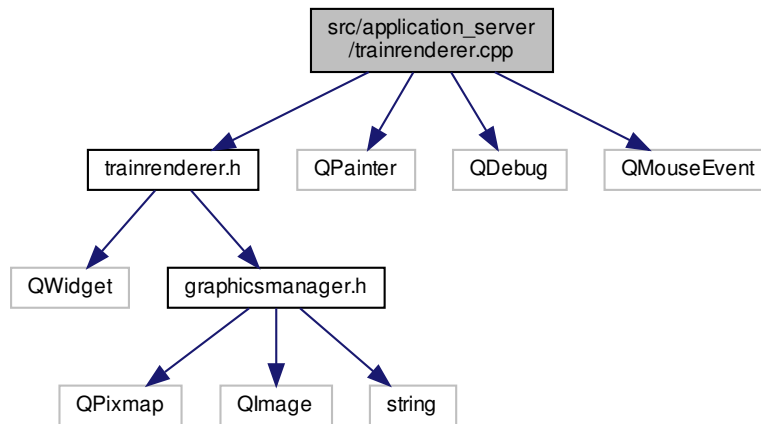 src/application_server
/trainrenderer.cpp
trainrenderer.h
QPainter
QDebug
QMouseEvent
QWidget
graphicsmanager.h
QPixmap
QImage
string